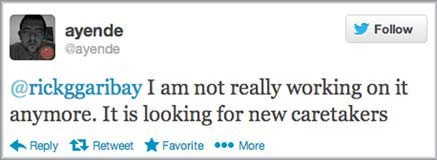 ayende
@ayende
Follow
@rickggaribay I am not really working on it
anymore. It is looking for new caretakers
Reply Retweet Favorite More